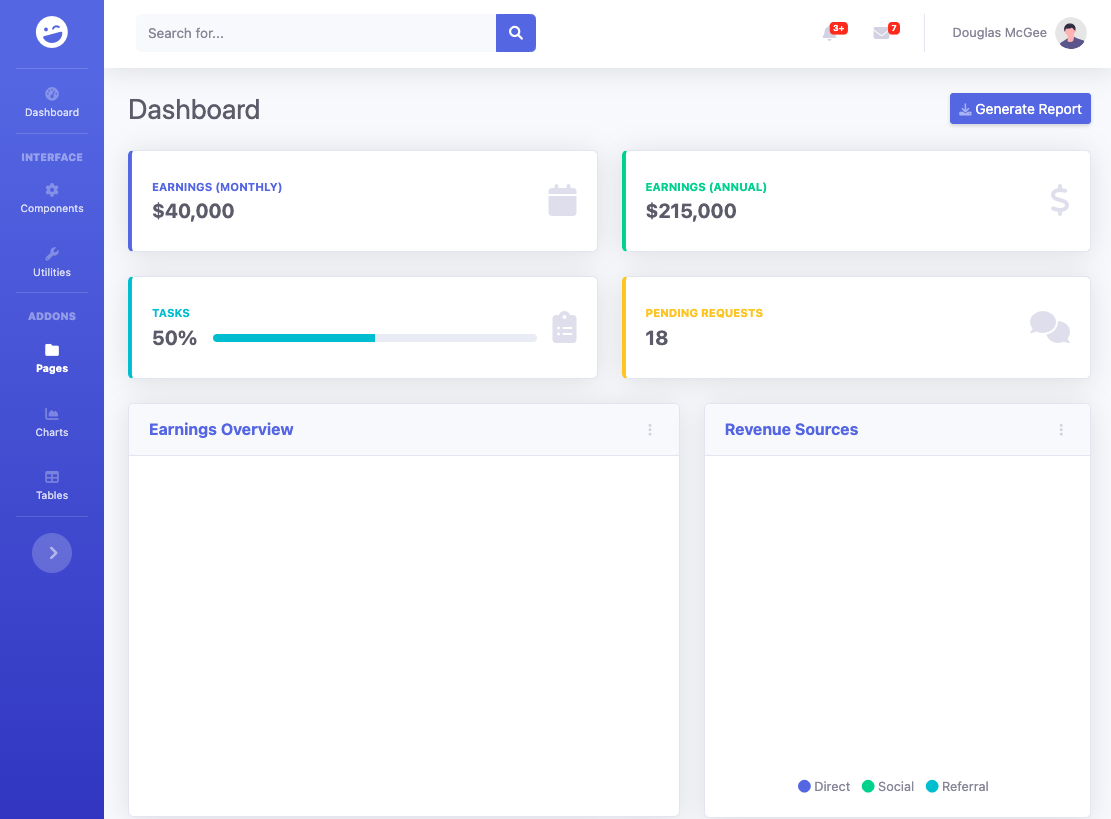 Search for...
3+
7
Douglas McGee
Dashboard
INTERFACE
Components
Utilities
ADDONS
Pages
Charts
Tables
Dashboard
Generate Report
EARNINGS (MONTHLY)
$40,000
EARNINGS (ANNUAL)
$215,000
TASKS
50%
PENDING REQUESTS
18
Earnings Overview
Revenue Sources
Direct Social Referral